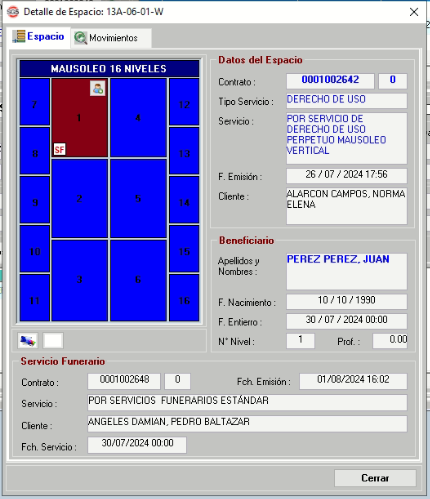 Detalle de Espacio: 13A-06-01-W
Espacio
Movimientos
MAUSOLEO 16 NIVELES
7
1
4
12
SF
8
13
9
2
5
14
10
15
3
6
11
16
Datos del Espacio
Contrato : 0001002642 0
Tipo Servicio : DERECHO DE USO
Servicio : POR SERVICIO DE
DERECHO DE USO
PERPETUO MAUSOLEO
VERTICAL
F. Emisión : 26 / 07 / 2024 17:56
Cliente : ALARCON CAMPOS, NORMA
ELENA
Beneficiario
Apellidos y
Nombres : PEREZ PEREZ, JUAN
F. Nacimiento : 10 / 10 / 1990
F. Entierro : 30 / 07 / 2024 00:00
N° Nivel : 1 Prof. : 0.00
Servicio Funerario
Contrato : 0001002648 0 Fch. Emisión : 01/08/2024 16:02
Servicio : POR SERVICIOS FUNERARIOS ESTÁNDAR
Cliente : ANGELES DAMIAN, PEDRO BALTAZAR
Fch. Servicio : 30/07/2024 00:00
Cerrar